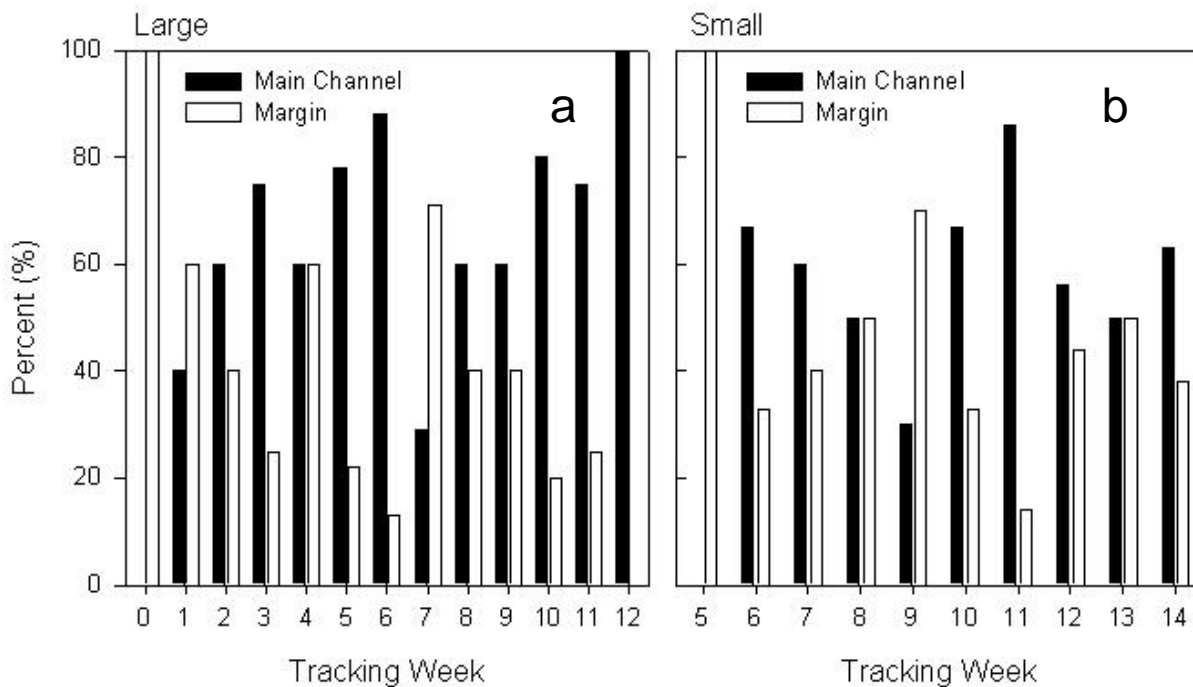 Large
Small
100
80
60
40
20
0
Percent (%)
Main Channel
Margin
a
Main Channel
Margin
b
0 1 2 3 4 5 6 7 8 9 10 11 12
5 6 7 8 9 10 11 12 13 14
Tracking Week
Tracking Week